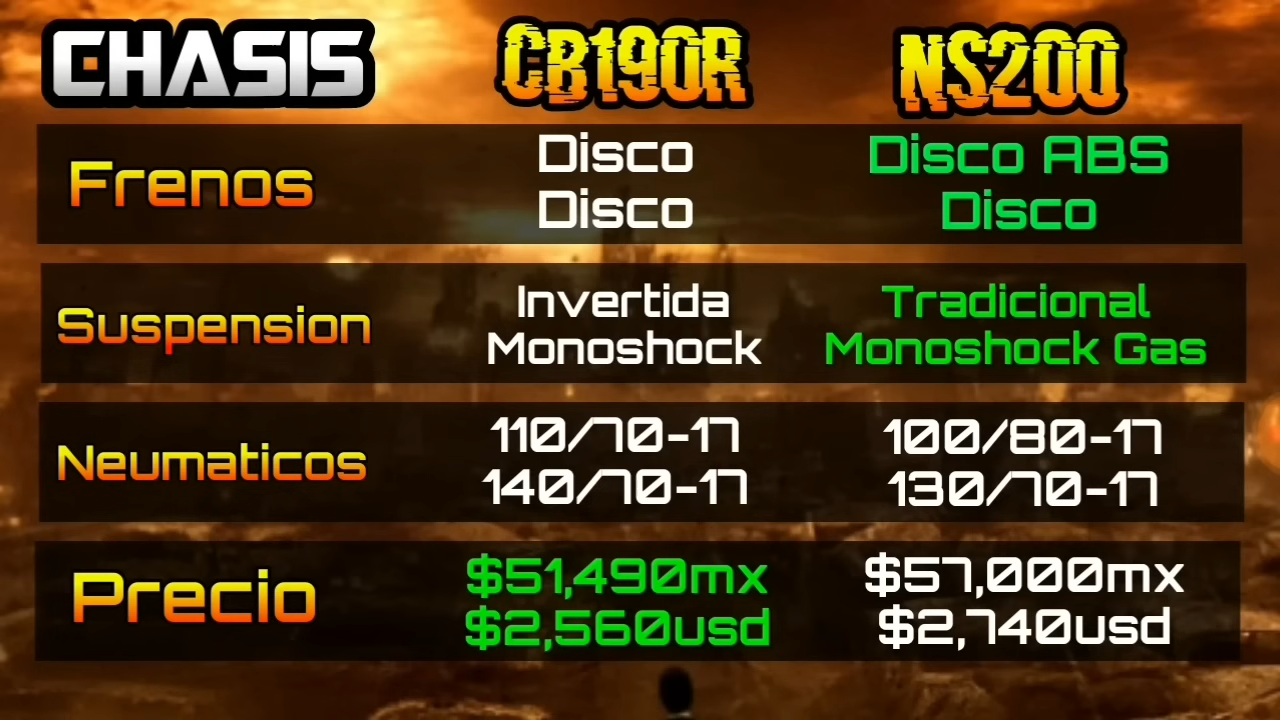 CHASIS CB190R NS200
Frenos
Disco Disco ABS
Disco Disco
Suspension
Invertida Tradicional
Monoshock Monoshock Gas
Neumaticos
110/70-17 100/80-17
140/70-17 130/70-17
Precio
$51,490mx $57,000mx
$2,560usd $2,740usd